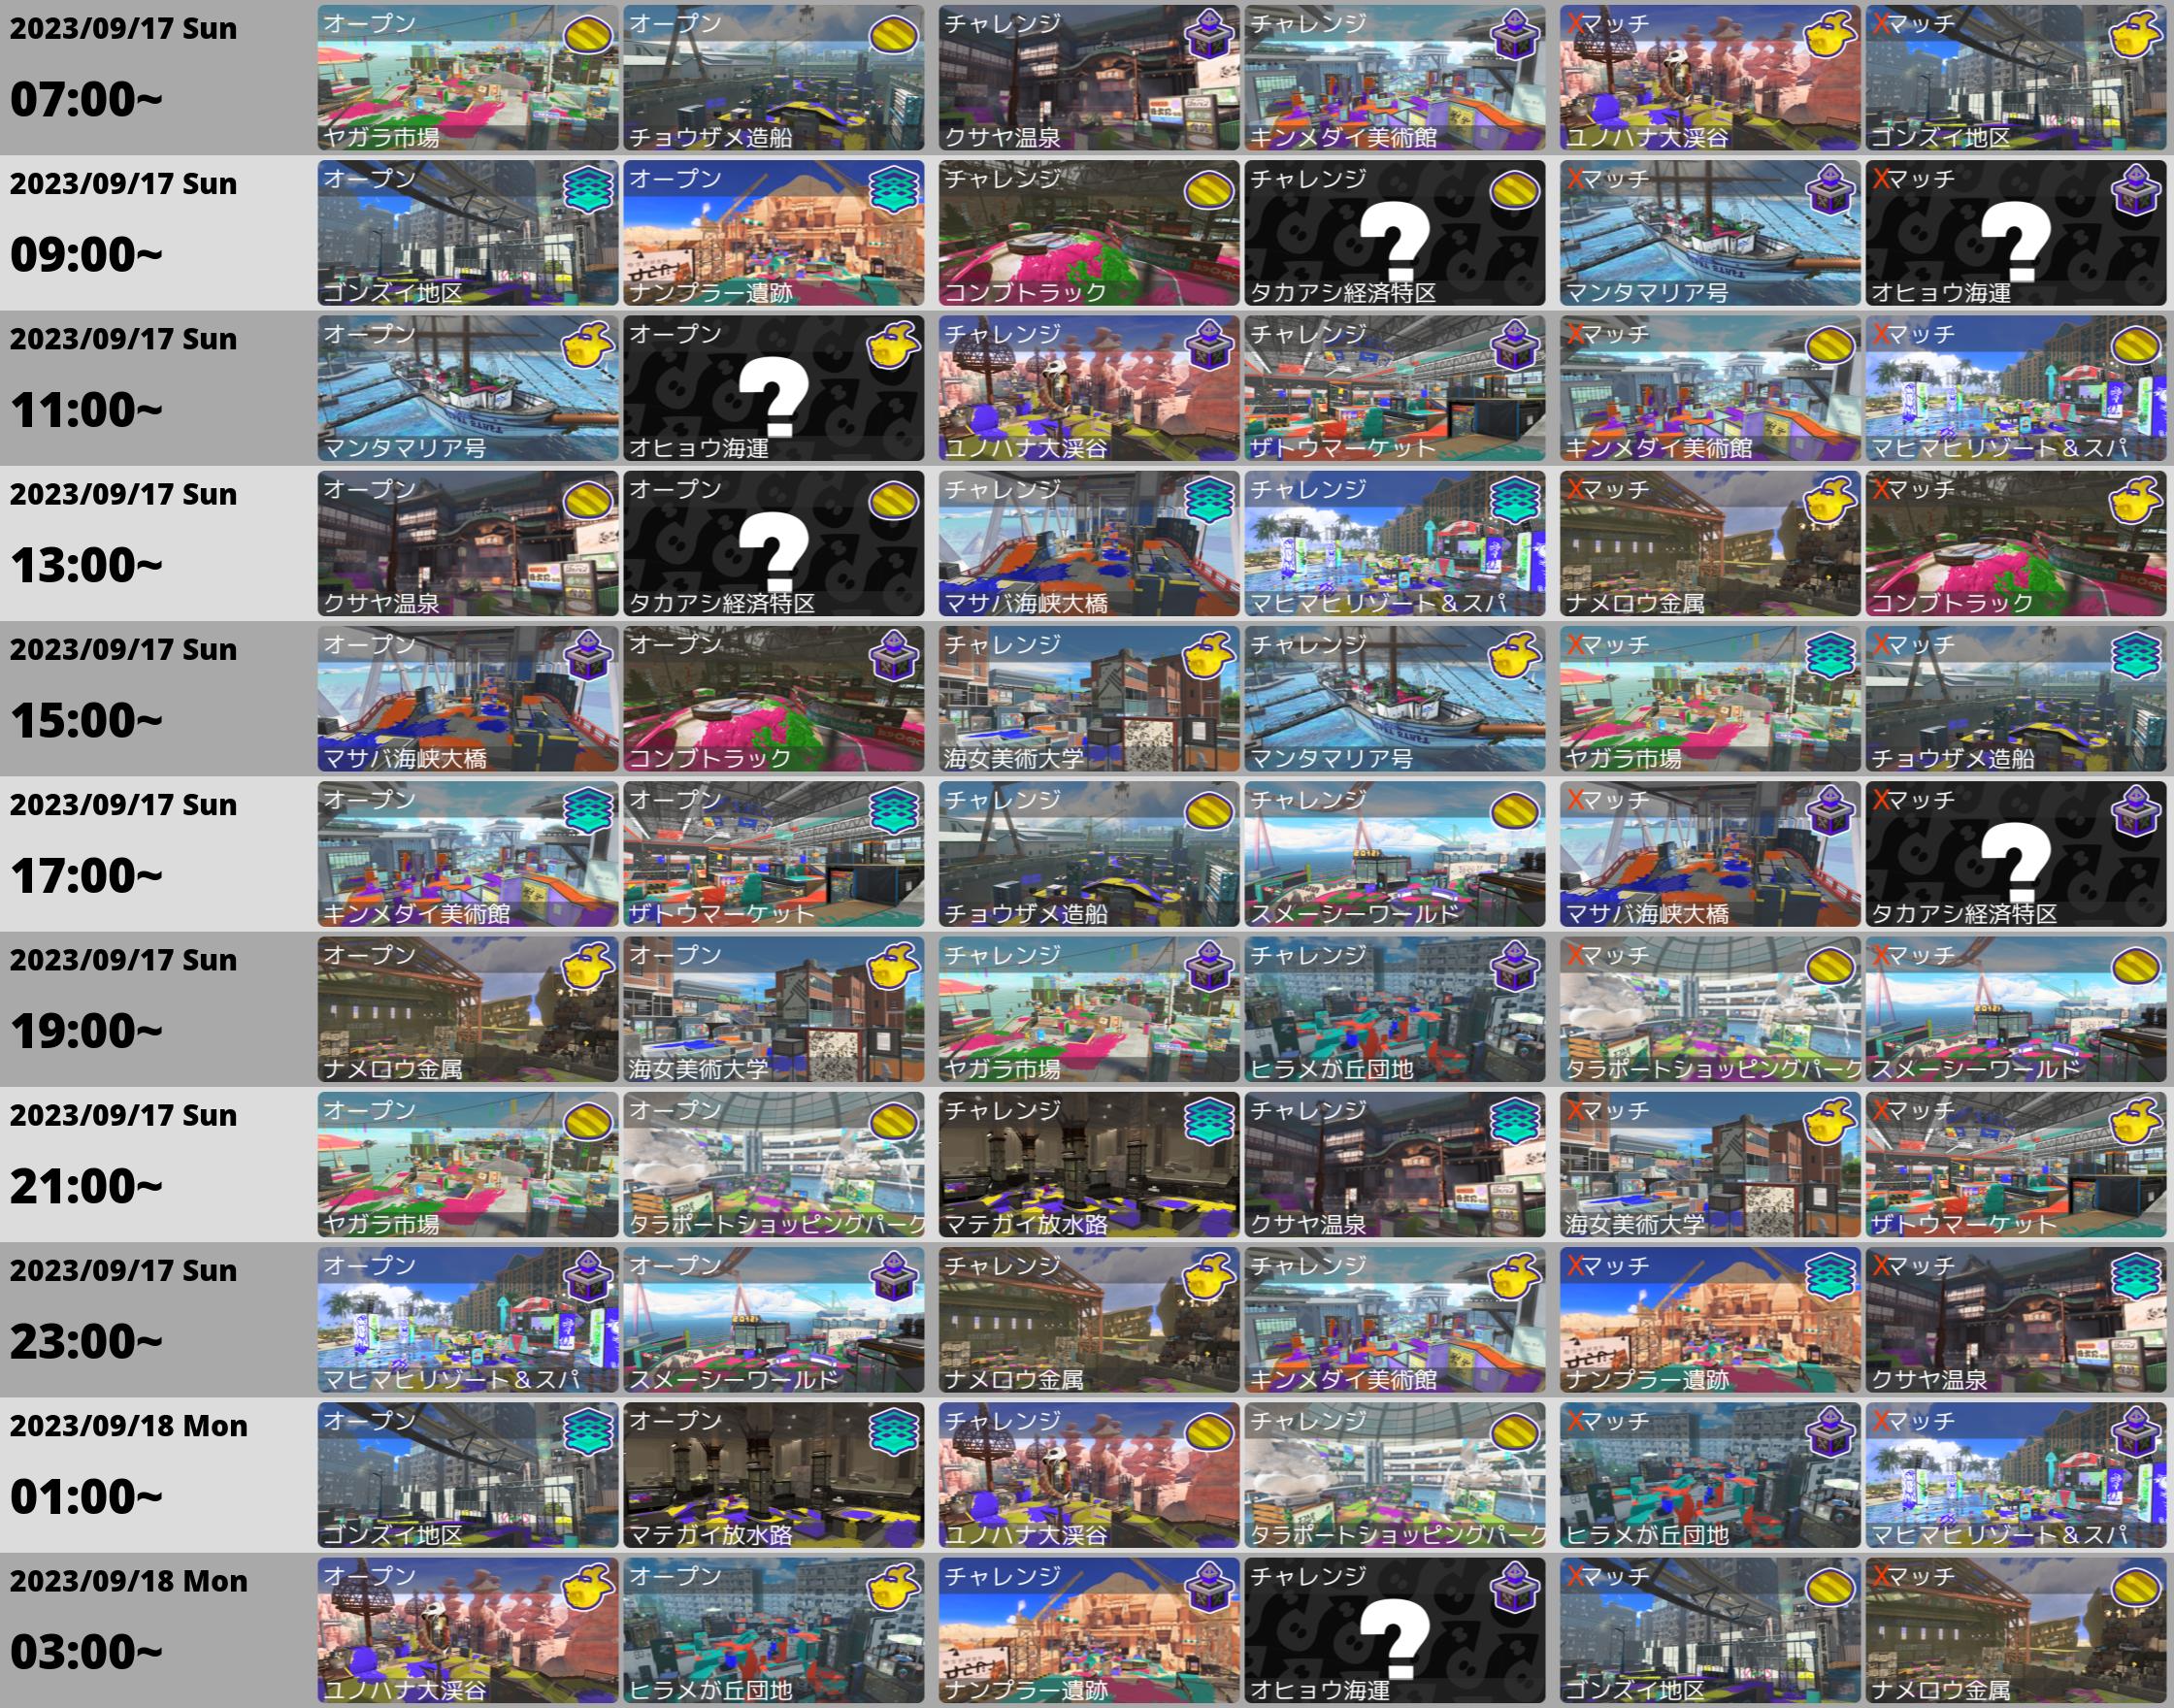 2023/09/17 Sun
07:00~
オープン
ヤガラ市場
オープン
チョウザメ造船
チャレンジ
クサヤ温泉
チャレンジ
キンメダイ美術館
Xマッチ
ユノハナ大渓谷
Xマッチ
ゴンズイ地区
2023/09/17 Sun
09:00~
オープン
ゴンズイ地区
オープン
ナンプラー遺跡
チャレンジ
コンブトラック
チャレンジ
?
タカアシ経済特区
Xマッチ
マンタマリア号
Xマッチ
?
オヒョウ海運
2023/09/17 Sun
11:00~
オープン
マンタマリア号
オープン
?
オヒョウ海運
チャレンジ
ユノハナ大渓谷
チャレンジ
ザトウマーケット
Xマッチ
キンメダイ美術館
Xマッチ
マヒマヒリゾート&スパ
2023/09/17 Sun
13:00~
オープン
クサヤ温泉
オープン
?
タカアシ経済特区
チャレンジ
マサバ海峡大橋
チャレンジ
マヒマヒリゾート&スパ
Xマッチ
ナメロウ金属
Xマッチ
コンブトラック
2023/09/17 Sun
15:00~
オープン
マサバ海峡大橋
オープン
コンブトラック
チャレンジ
海女美術大学
チャレンジ
マンタマリア号
Xマッチ
ヤガラ市場
Xマッチ
チョウザメ造船
2023/09/17 Sun
17:00~
オープン
キンメダイ美術館
オープン
ザトウマーケット
チャレンジ
チョウザメ造船
チャレンジ
スメーシーワールド
Xマッチ
マサバ海峡大橋
Xマッチ
?
タカアシ経済特区
2023/09/17 Sun
19:00~
オープン
ナメロウ金属
オープン
海女美術大学
チャレンジ
ヤガラ市場
チャレンジ
ヒラメが丘団地
Xマッチ
タラポートショッピングパーク
Xマッチ
スメーシーワールド
2023/09/17 Sun
21:00~
オープン
ヤガラ市場
オープン
タラポートショッピングパーク
チャレンジ
マテガイ放水路
チャレンジ
クサヤ温泉
Xマッチ
海女美術大学
Xマッチ
ザトウマーケット
2023/09/17 Sun
23:00~
オープン
マヒマヒリゾート&スパ
オープン
スメーシーワールド
チャレンジ
ナメロウ金属
チャレンジ
キンメダイ美術館
Xマッチ
ナンプラー遺跡
Xマッチ
クサヤ温泉
2023/09/18 Mon
01:00~
オープン
ゴンズイ地区
オープン
マテガイ放水路
チャレンジ
ユノハナ大渓谷
チャレンジ
タラポートショッピングパーク
Xマッチ
ヒラメが丘団地
Xマッチ
マヒマヒリゾート&スパ
2023/09/18 Mon
03:00~
オープン
ユノハナ大渓谷
オープン
ヒラメが丘団地
チャレンジ
ナンプラー遺跡
チャレンジ
?
オヒョウ海運
Xマッチ
ゴンズイ地区
Xマッチ
ナメロウ金属